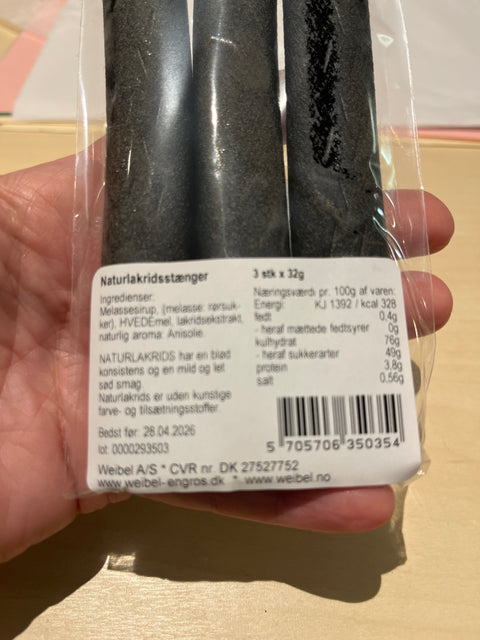 Naturlakridsstænger
Ingredienser:
Melassesirup, (melasse: rørsuk-
ker), HVEDEmel, lakridsekstrakt,
naturlig aroma: Anisolie.
NATURLAKRIDS har en blød
konsistens og en mild og let
sød smag.
Naturlakrids er uden kunstige
farve- og tilsætningsstoffer.
Bedst før: 28.04.2026
lot: 0000293503
3 stk x 32g
Næringsværdi pr. 100g af varen:
Energi: KJ 1392 / kcal 328
fedt 0,4g
- heraf mættede fedtsyrer 0g
kulhydrat 76g
- heraf sukkerarter 49g
protein 3,8g
salt 0,56g
5 705706 350354
Weibel A/S * CVR nr. DK 27527752
www.weibel-engros.dk * www.weibel.no